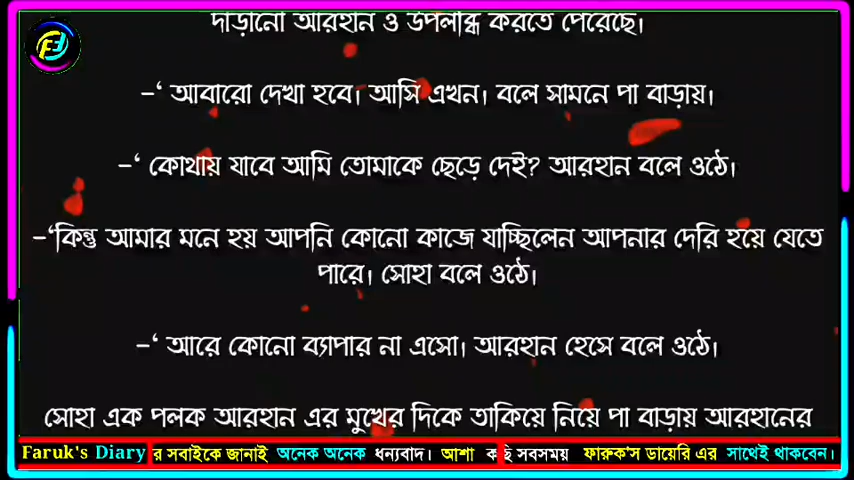 দাঁড়ানো আরহান ও উপলব্ধি করতে পেরেছে।
–‘ আবারো দেখা হবে। আসি এখন। বলে সামনে পা বাড়ায়।
–‘ কোথায় যাবে আমি তোমাকে ছেড়ে দেই? আরহান বলে ওঠে।
–‘কিন্তু আমার মনে হয় আপনি কোনো কাজে যাচ্ছিলেন আপনার দেরি হয়ে যেতে
পারে। সোহা বলে ওঠে।
–‘ আরে কোনো ব্যাপার না এসো। আরহান হেসে বলে ওঠে।
সোহা এক পলক আরহান এর মুখের দিকে তাকিয়ে নিয়ে পা বাড়ায় আরহানের
Faruk's Diary র সবাইকে জানাই অনেক অনেক ধন্যবাদ। আশা করছি সবসময় ফারুক'স ডায়েরি এর সাথেই থাকবেন।